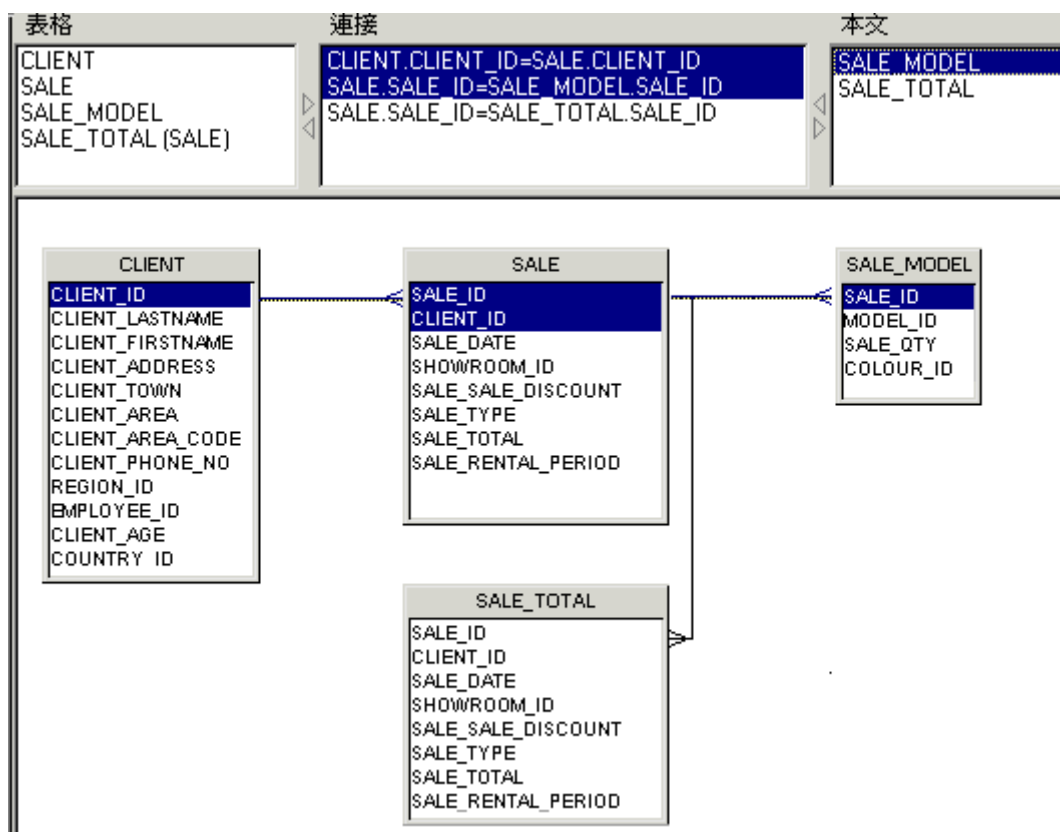 表格
CLIENT
SALE
SALE_MODEL
SALE_TOTAL (SALE)
連接
CLIENT.CLIENT_ID=SALE.CLIENT_ID
SALE.SALE_ID=SALE_MODEL.SALE_ID
SALE.SALE_ID=SALE_TOTAL.SALE_ID
本文
SALE_MODEL
SALE_TOTAL
CLIENT
CLIENT_ID
CLIENT_LASTNAME
CLIENT_FIRSTNAME
CLIENT_ADDRESS
CLIENT_TOWN
CLIENT_AREA
CLIENT_AREA_CODE
CLIENT_PHONE_NO
REGION_ID
EMPLOYEE_ID
CLIENT_AGE
COUNTRY_ID
SALE
SALE_ID
CLIENT_ID
SALE_DATE
SHOWROOM_ID
SALE_SALE_DISCOUNT
SALE_TYPE
SALE_TOTAL
SALE_RENTAL_PERIOD
SALE_MODEL
SALE_ID
MODEL_ID
SALE_QTY
COLOUR_ID
SALE_TOTAL
SALE_ID
CLIENT_ID
SALE_DATE
SHOWROOM_ID
SALE_SALE_DISCOUNT
SALE_TYPE
SALE_TOTAL
SALE_RENTAL_PERIOD